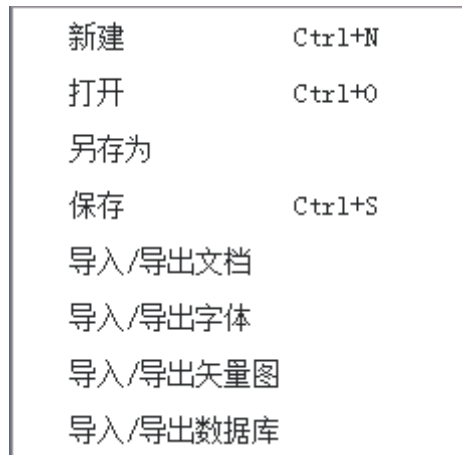 新建 Ctrl+N
打开 Ctrl+O
另存为
保存 Ctrl+S
导入/导出文档
导入/导出字体
导入/导出矢量图
导入/导出数据库